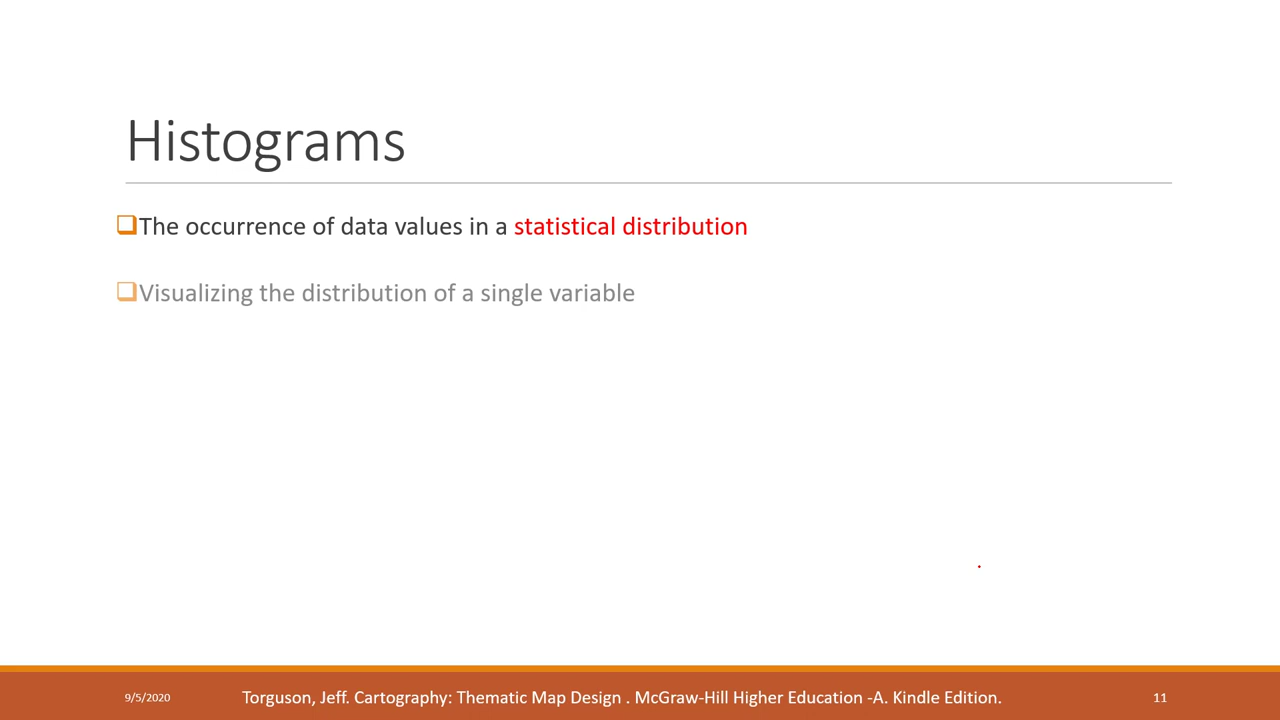 Histograms
❑The occurrence of data values in a statistical distribution
❑Visualizing the distribution of a single variable
9/5/2020
Torguson, Jeff. Cartography: Thematic Map Design . McGraw-Hill Higher Education -A. Kindle Edition.
11